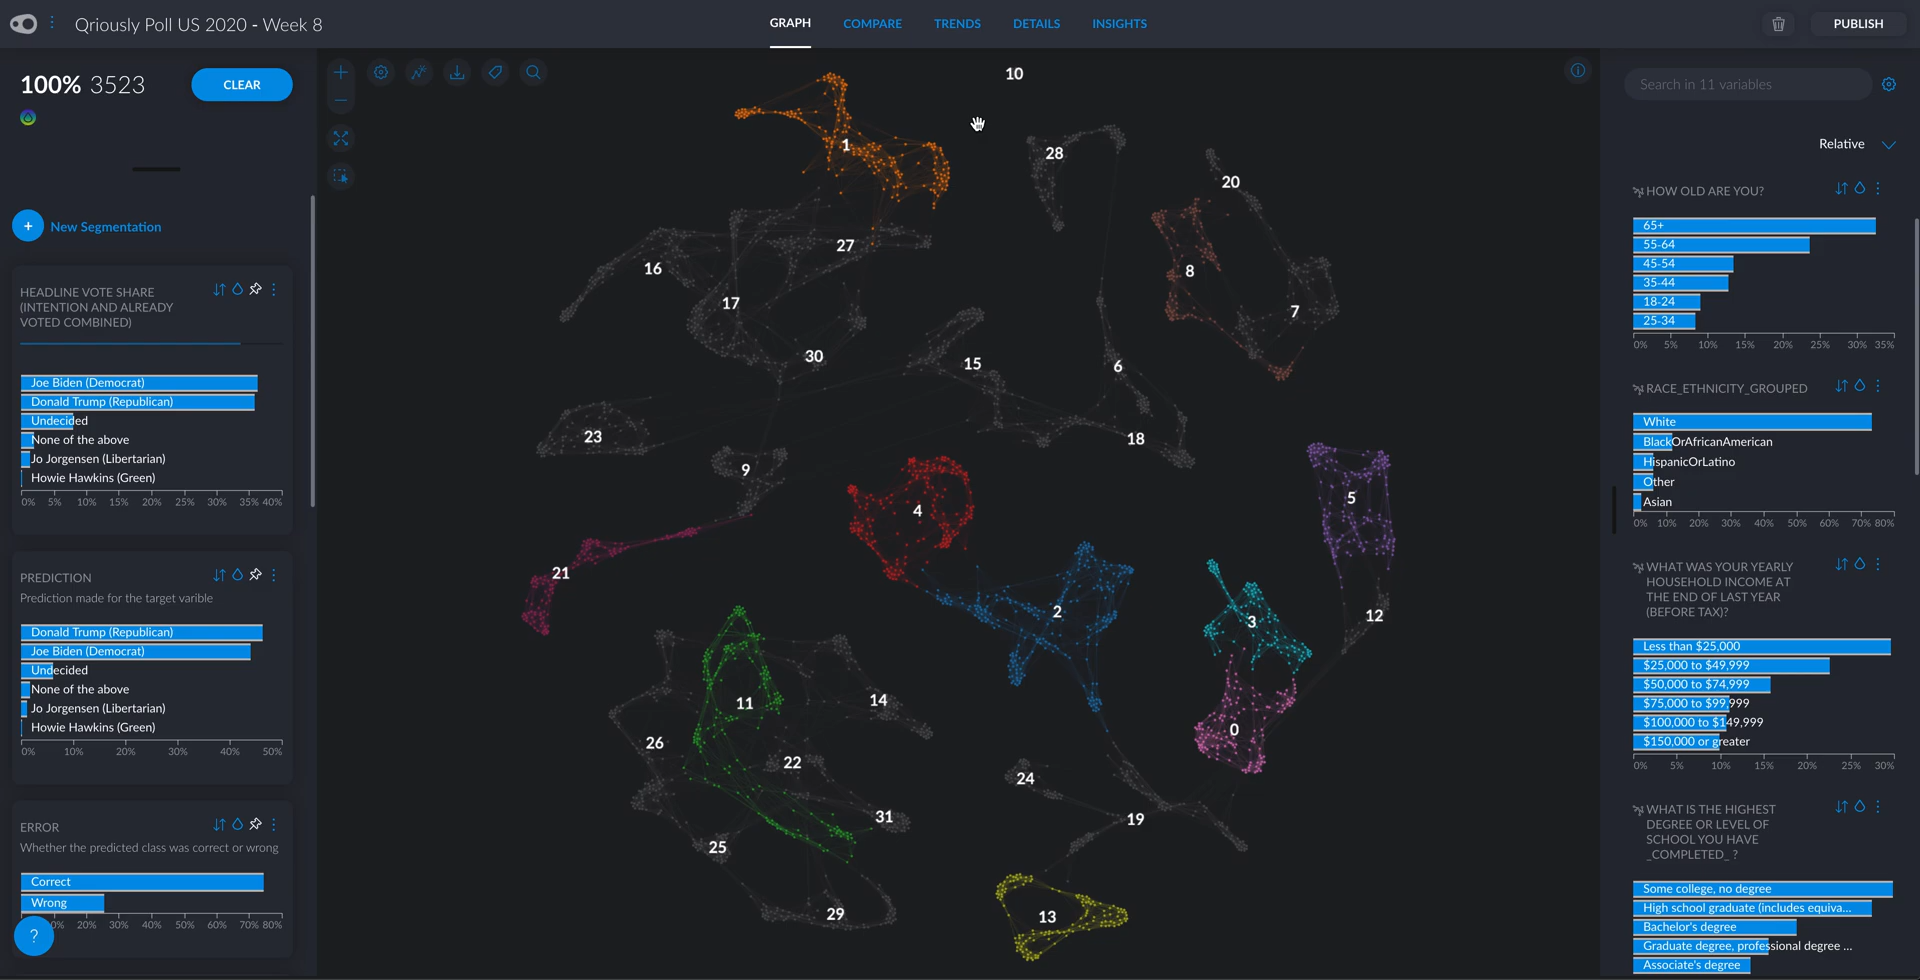 Qriously Poll US 2020 - Week 8
GRAPH
COMPARE
TRENDS
DETAILS
INSIGHTS
PUBLISH
100% 3523
CLEAR
New Segmentation
HEADLINE VOTE SHARE
(INTENTION AND ALREADY
VOTED COMBINED)
Joe Biden (Democrat)
Donald Trump (Republican)
Undecided
None of the above
Jo Jorgensen (Libertarian)
Howie Hawkins (Green)
0% 5% 10% 15% 20% 25% 30% 35% 40%
PREDICTION
Prediction made for the target varible
Donald Trump (Republican)
Joe Biden (Democrat)
Undecided
None of the above
Jo Jorgensen (Libertarian)
Howie Hawkins (Green)
0% 10% 20% 30% 40% 50%
ERROR
Whether the predicted class was correct or wrong
Correct
Wrong
0% 20% 30% 40% 50% 60% 70% 80%
?
10
1
28
20
27
16
8
17
7
30
15
6
23
18
9
5
4
21
2
12
3
11
14
0
26
22
24
31
19
25
29
13
Search in 11 variables
Relative
HOW OLD ARE YOU?
65+
55-64
45-54
35-44
18-24
25-34
0% 5% 10% 15% 20% 25% 30% 35%
RACE_ETHNICITY_GROUPED
White
BlackOrAfricanAmerican
HispanicOrLatino
Other
Asian
0% 10% 20% 30% 40% 50% 60% 70% 80%
WHAT WAS YOUR YEARLY
HOUSEHOLD INCOME AT
THE END OF LAST YEAR
(BEFORE TAX)?
Less than $25,000
$25,000 to $49,999
$50,000 to $74,999
$75,000 to $99,999
$100,000 to $149,999
$150,000 or greater
0% 5% 10% 15% 20% 25% 30%
WHAT IS THE HIGHEST
DEGREE OR LEVEL OF
SCHOOL YOU HAVE
_COMPLETED_ ?
Some college, no degree
High school graduate (includes equiva...
Bachelor's degree
Graduate degree, professional degree ...
Associate's degree